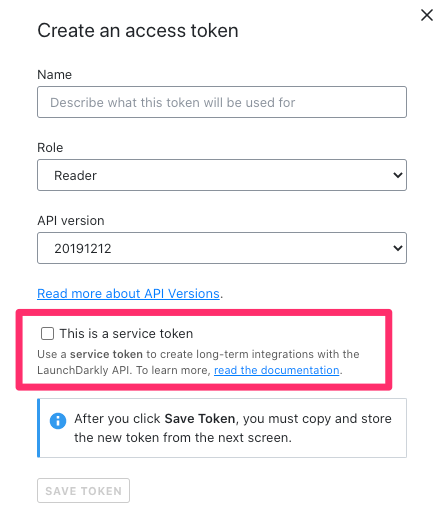 Create an access token
Name
Describe what this token will be used for
Role
Reader
API version
20191212
Read more about API Versions.
This is a service token
Use a service token to create long-term integrations with the
LaunchDarkly API. To learn more, read the documentation.
After you click Save Token, you must copy and store
the new token from the next screen.
SAVE TOKEN